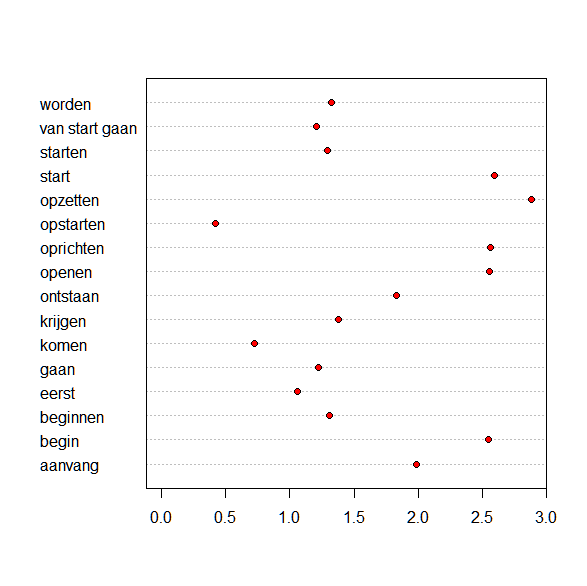 worden
van start gaan
starten
start
opzetten
opstarten
oprichten
openen
ontstaan
krijgen
komen
gaan
eerst
beginnen
begin
aanvang
0.0 0.5 1.0 1.5 2.0 2.5 3.0